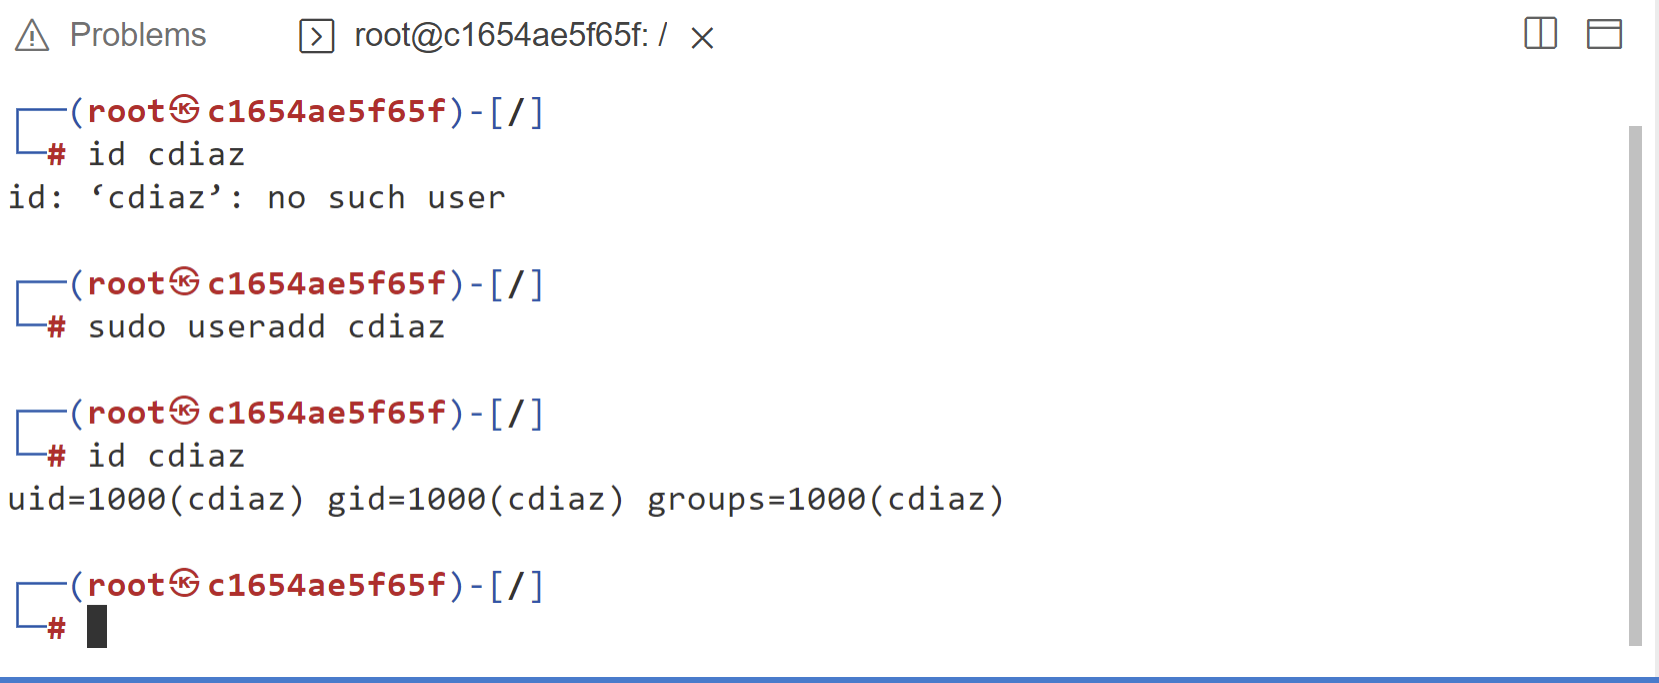 Problems
root@c1654ae5f65f: /
┌──(root㉿c1654ae5f65f)-[/]
└─# id cdiaz
id: ‘cdiaz’: no such user
┌──(root㉿c1654ae5f65f)-[/]
└─# sudo useradd cdiaz
┌──(root㉿c1654ae5f65f)-[/]
└─# id cdiaz
uid=1000(cdiaz) gid=1000(cdiaz) groups=1000(cdiaz)
┌──(root㉿c1654ae5f65f)-[/]
└─#